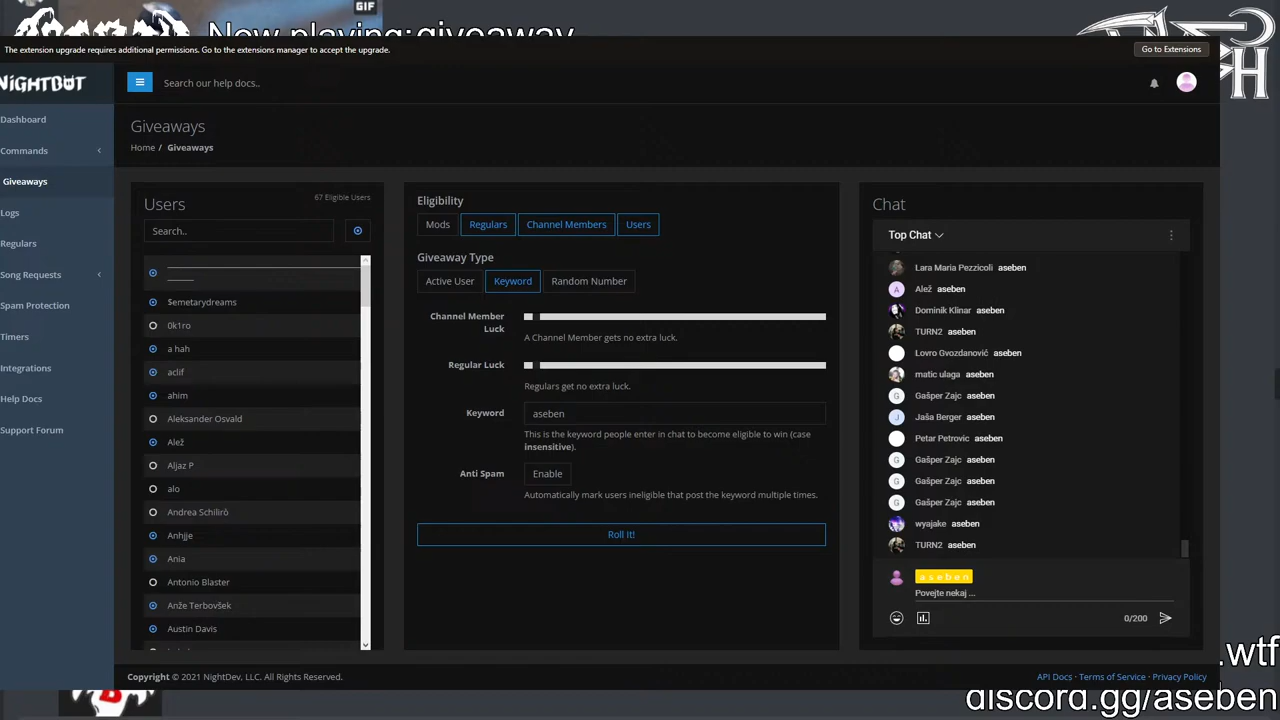 GIF
Now playing:giveaway
The extension upgrade requires additional permissions. Go to the extensions manager to accept the upgrade.
Go to Extensions
NIGHTBOT
Search our help docs..
Dashboard
Commands
Giveaways
Logs
Regulars
Song Requests
Spam Protection
Timers
Integrations
Help Docs
Support Forum
Giveaways
Home / Giveaways
Users
67 Eligible Users
Search..
$emetarydreams
0k1ro
a hah
aclif
ahim
Aleksander Osvald
Alež
Aljaz P
alo
Andrea Schilirò
Anhjje
Ania
Antonio Blaster
Anže Terbovšek
Austin Davis
Eligibility
Mods
Regulars
Channel Members
Users
Giveaway Type
Active User
Keyword
Random Number
Channel Member Luck
A Channel Member gets no extra luck.
Regular Luck
Regulars get no extra luck.
Keyword
aseben
This is the keyword people enter in chat to become eligible to win (case
insensitive).
Anti Spam
Enable
Automatically mark users ineligible that post the keyword multiple times.
Roll It!
Chat
Top Chat
Lara Maria Pezzicoli aseben
Alež aseben
Dominik Klinar aseben
TURN2 aseben
Lovro Gvozdanović aseben
matic ulaga aseben
G Gašper Zajc aseben
J Jaša Berger aseben
Petar Petrovic aseben
G Gašper Zajc aseben
G Gašper Zajc aseben
G Gašper Zajc aseben
wyajake aseben
TURN2 aseben
a s e b e n
Povejte nekaj ...
0/200
Copyright © 2021 NightDev, LLC. All Rights Reserved.
API Docs · Terms of Service · Privacy Policy
.wtf
discord.gg/aseben